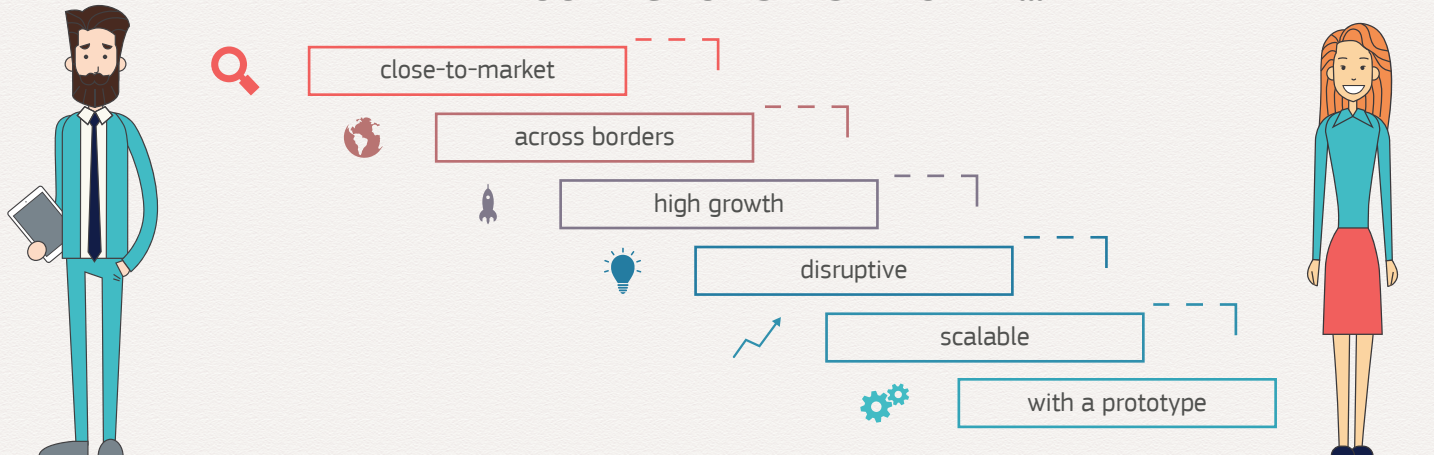 close-to-market
across borders
high growth
disruptive
scalable
with a prototype